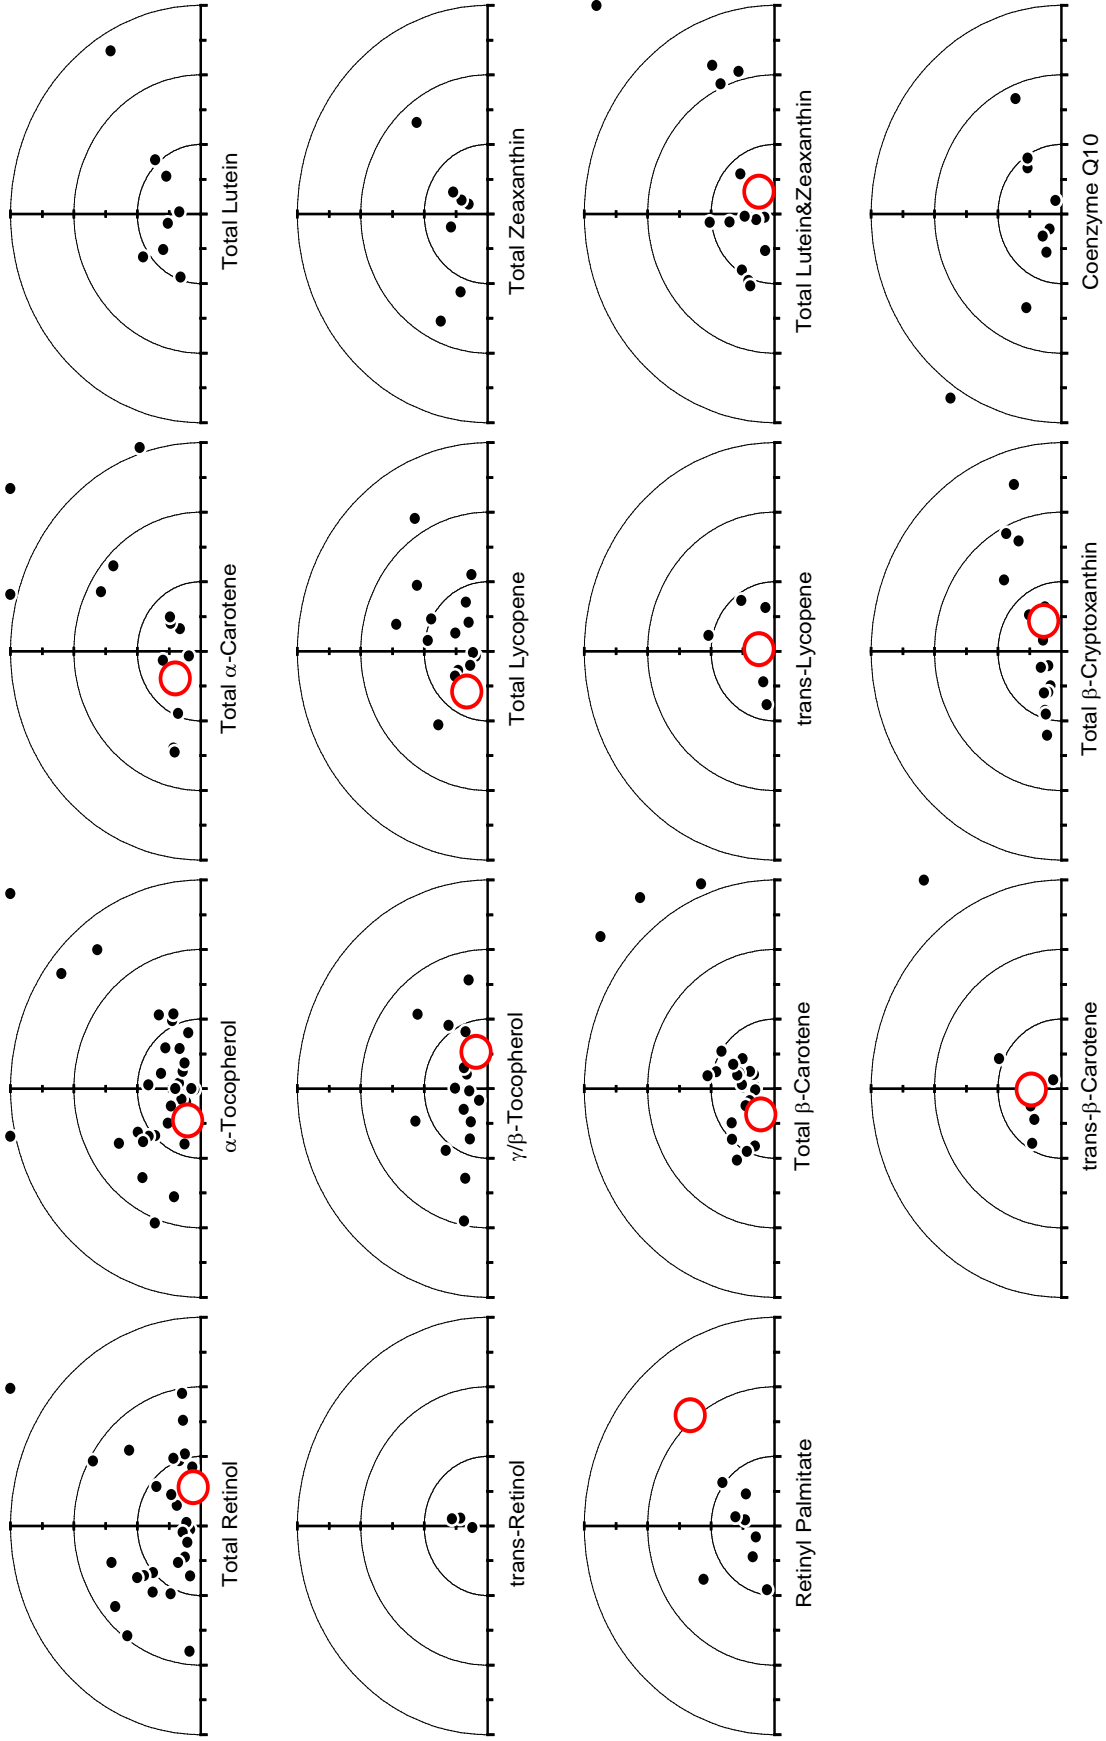 Total Retinol
α-Tocopherol
Total α-Carotene
Total Lutein
trans-Retinol
γ/β-Tocopherol
Total Lycopene
Total Zeaxanthin
Retinyl Palmitate
Total β-Carotene
trans-Lycopene
Total Lutein&Zeaxanthin
trans-β-Carotene
Total β-Cryptoxanthin
Coenzyme Q10